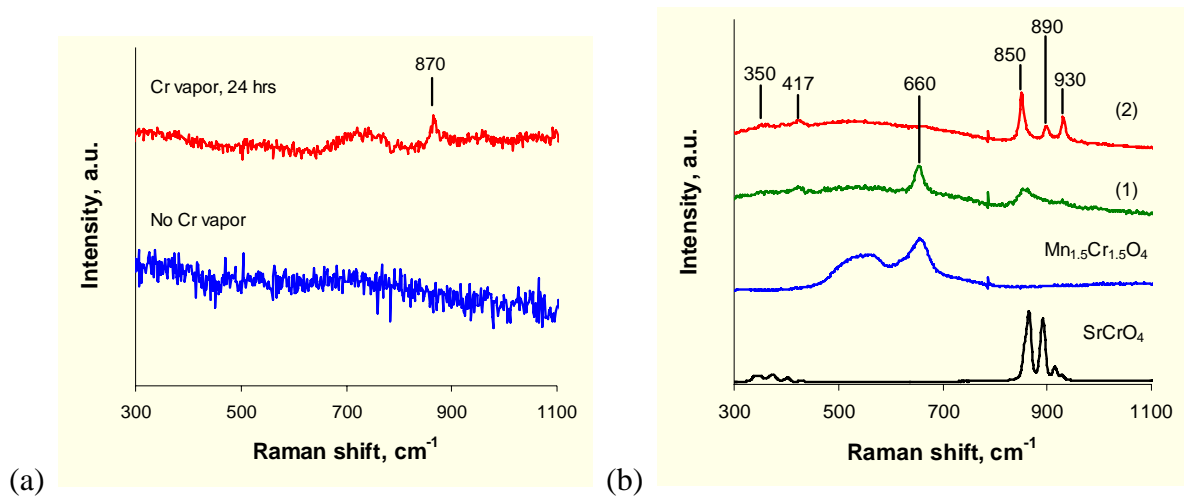 870
Cr vapor, 24 hrs
No Cr vapor
Intensity, a.u.
300 500 700 900 1100
Raman shift, cm⁻¹
(a)
890
850
930
350 417 660
(2)
(1)
Mn₁.₅Cr₁.₅O₄
SrCrO₄
Intensity, a.u.
300 500 700 900 1100
Raman shift, cm⁻¹
(b)